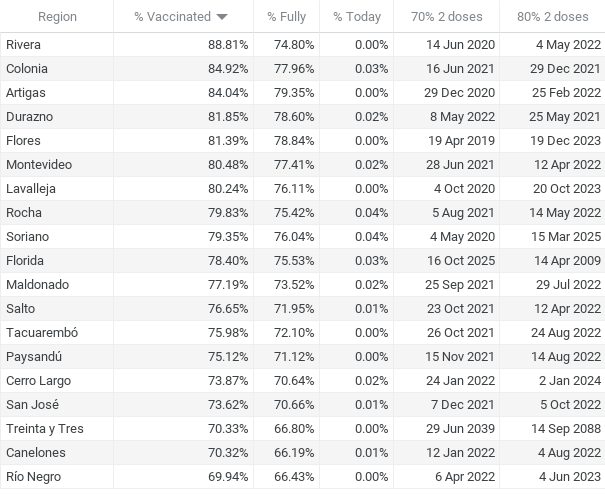 Region % Vaccinated % Fully % Today 70% 2 doses 80% 2 doses
Rivera 88.81% 74.80% 0.00% 14 Jun 2020 4 May 2022
Colonia 84.92% 77.96% 0.03% 16 Jun 2021 29 Dec 2021
Artigas 84.04% 79.35% 0.00% 29 Dec 2020 25 Feb 2022
Durazno 81.85% 78.60% 0.02% 8 May 2022 25 May 2021
Flores 81.39% 78.84% 0.00% 19 Apr 2019 19 Dec 2023
Montevideo 80.48% 77.41% 0.02% 28 Jun 2021 12 Apr 2022
Lavalleja 80.24% 76.11% 0.00% 4 Oct 2020 20 Oct 2023
Rocha 79.83% 75.42% 0.04% 5 Aug 2021 14 May 2022
Soriano 79.35% 76.04% 0.04% 4 May 2020 15 Mar 2025
Florida 78.40% 75.53% 0.03% 16 Oct 2025 14 Apr 2009
Maldonado 77.19% 73.52% 0.02% 25 Sep 2021 29 Jul 2022
Salto 76.65% 71.95% 0.01% 23 Oct 2021 12 Apr 2022
Tacuarembó 75.98% 72.10% 0.00% 26 Oct 2021 24 Aug 2022
Paysandú 75.12% 71.12% 0.00% 15 Nov 2021 14 Aug 2022
Cerro Largo 73.87% 70.64% 0.02% 24 Jan 2022 2 Jan 2024
San José 73.62% 70.66% 0.01% 7 Dec 2021 5 Oct 2022
Treinta y Tres 70.33% 66.80% 0.00% 29 Jun 2039 14 Sep 2088
Canelones 70.32% 66.19% 0.01% 12 Jan 2022 4 Aug 2022
Río Negro 69.94% 66.43% 0.00% 6 Apr 2022 4 Jun 2023